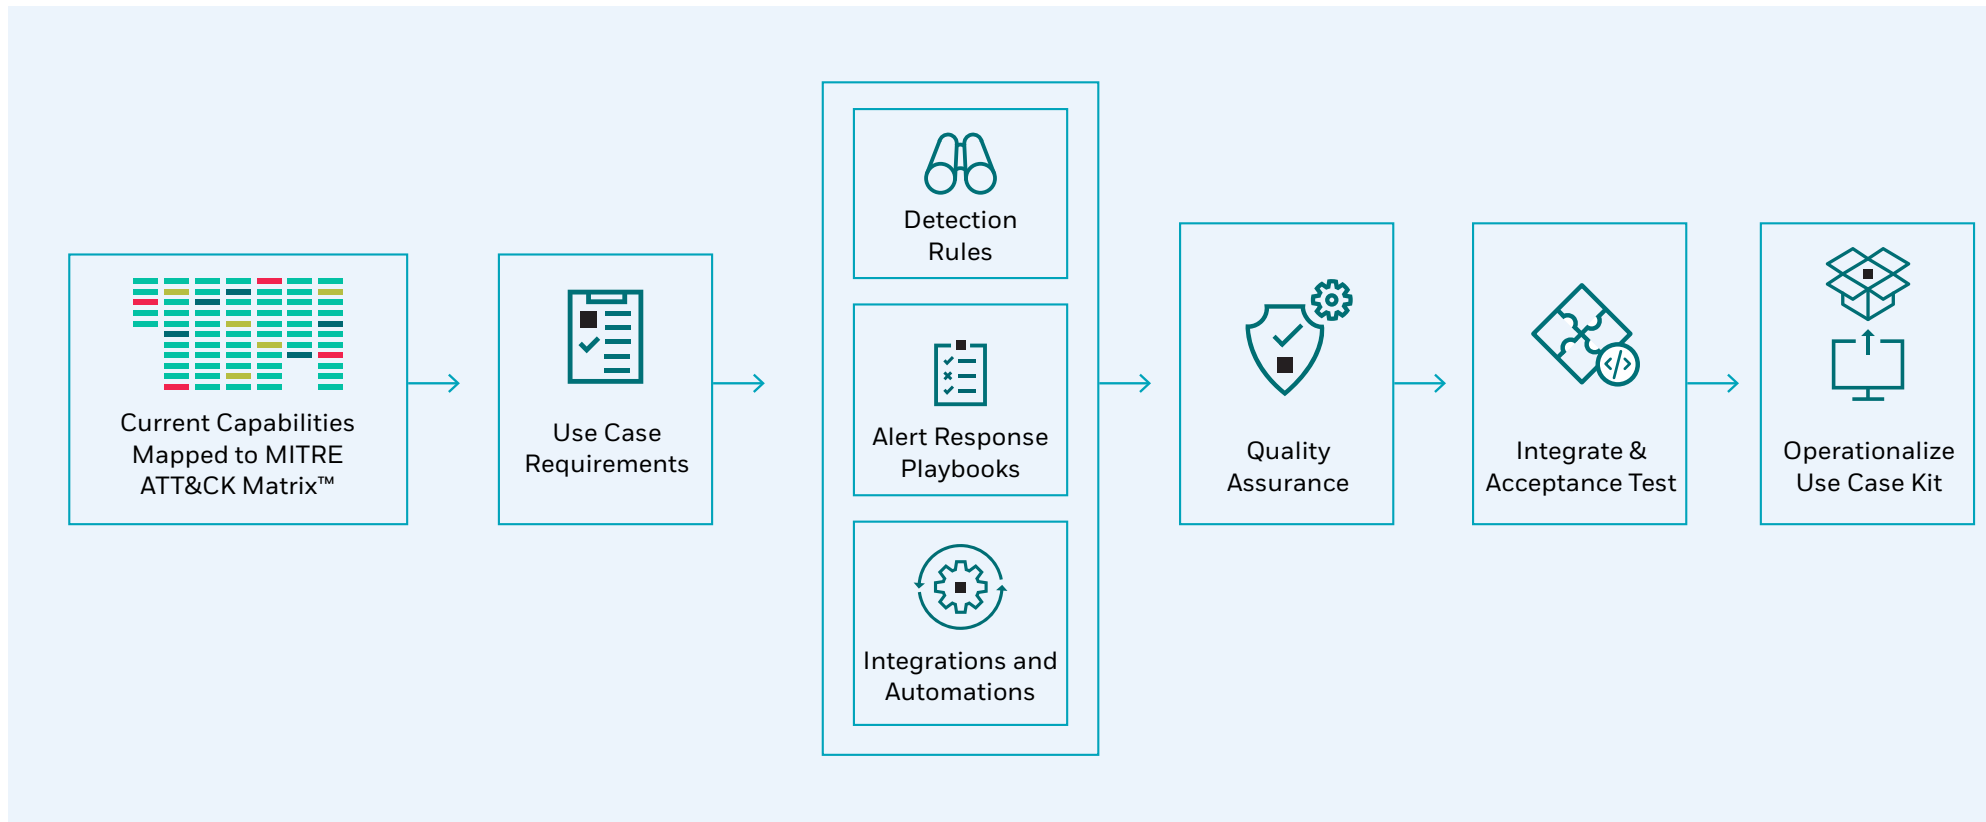 Current Capabilities
Mapped to MITRE
ATT&CK Matrix™
Use Case
Requirements
Detection
Rules
Alert Response
Playbooks
Integrations and
Automations
Quality
Assurance
Integrate &
Acceptance Test
Operationalize
Use Case Kit